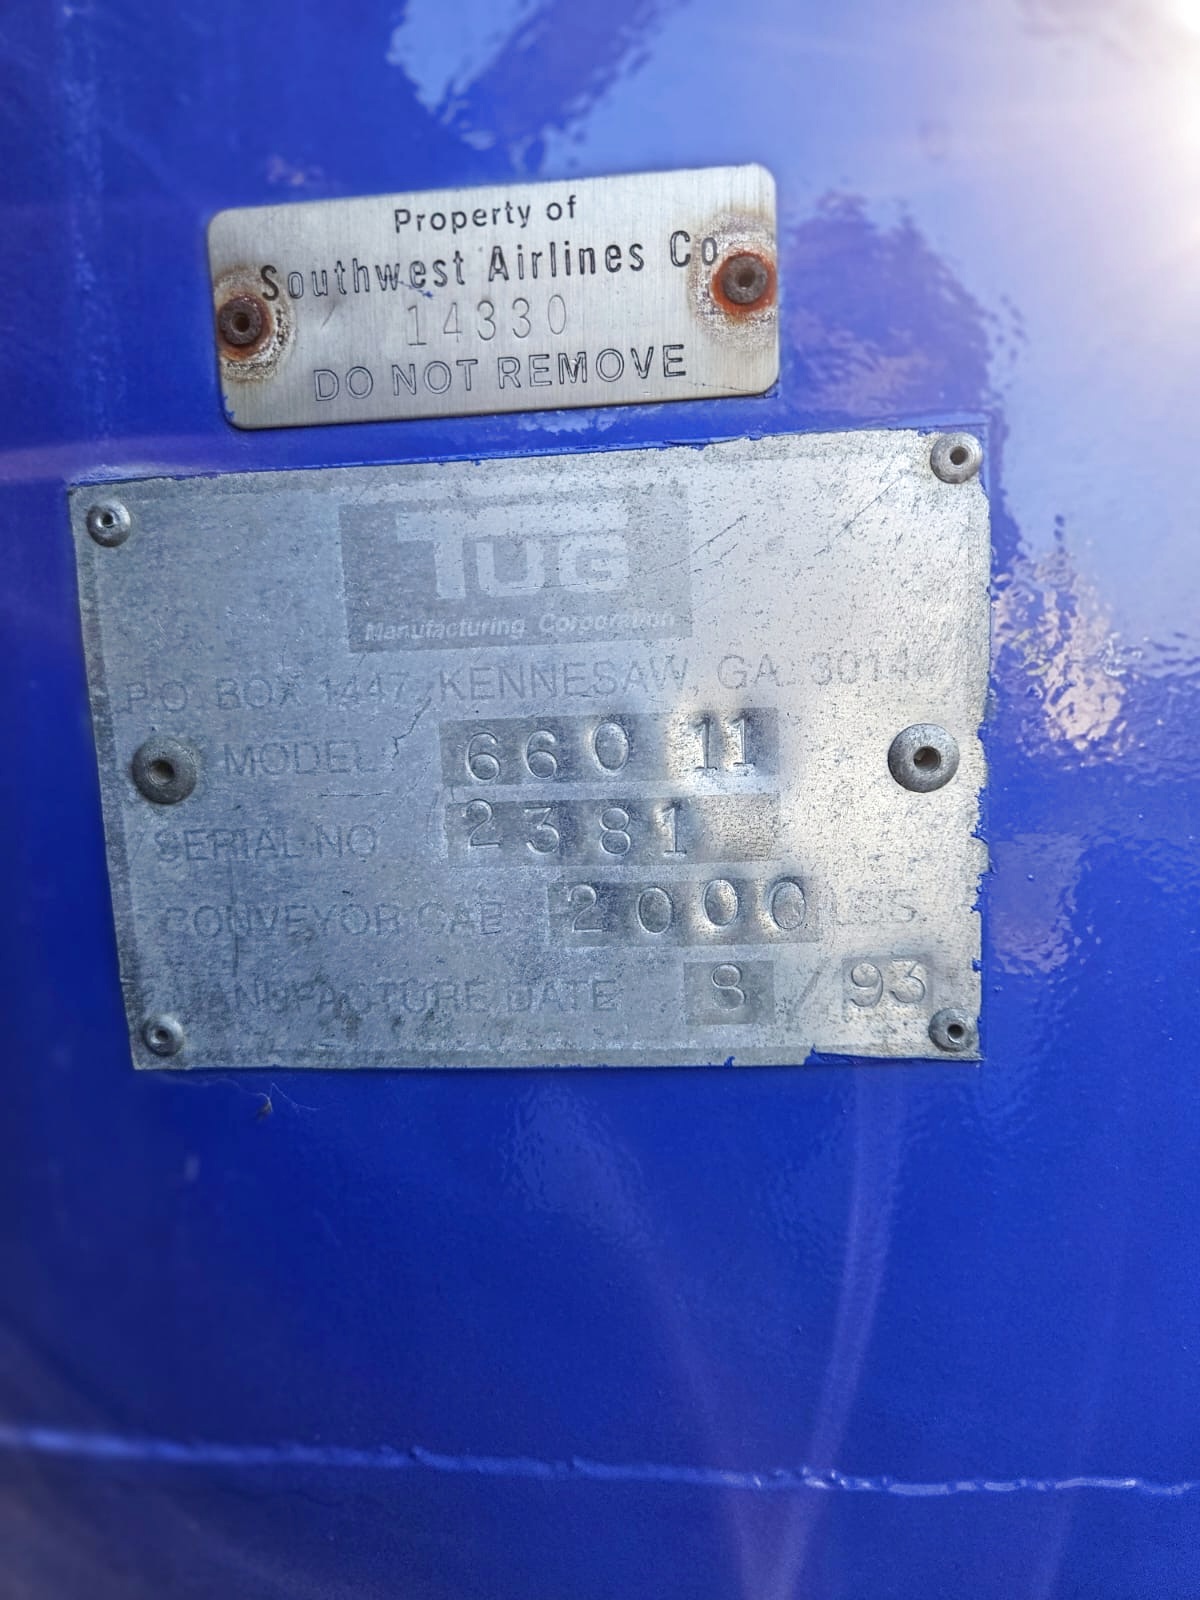 Property of
Southwest Airlines Co
14330
DO NOT REMOVE
TUG
Manufacturing Corporation
P.O. BOX 1447, KENNESAW, GA. 30144
MODEL 660 11
SERIAL NO 2381
CONVEYOR CAP. 2000 LBS.
MANUFACTURE DATE 8 / 93